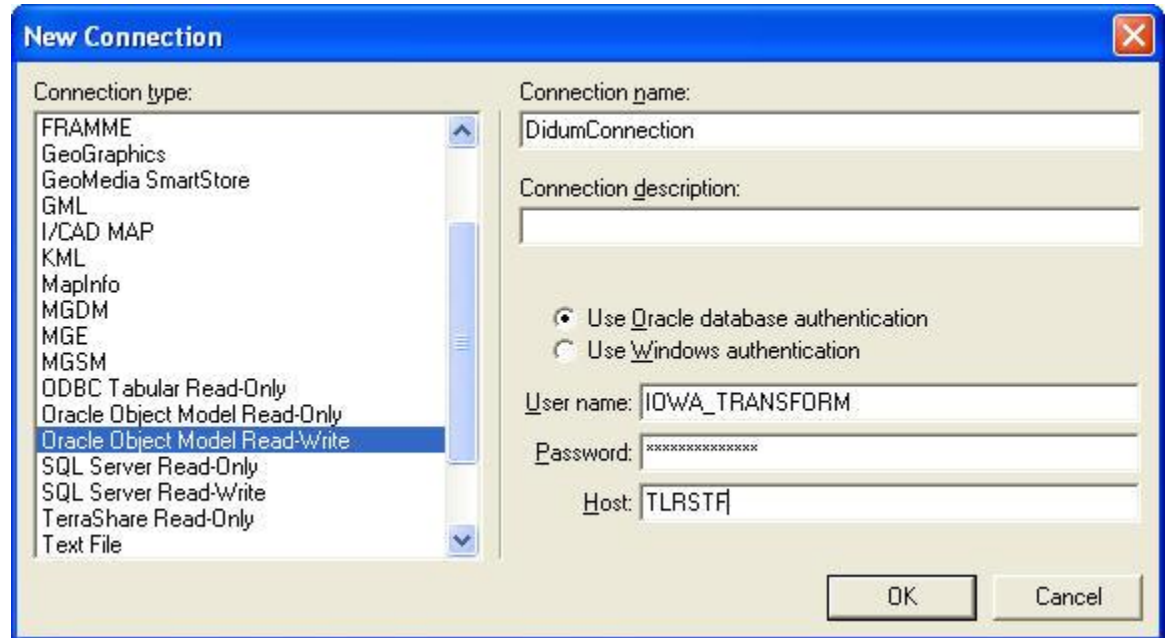 New Connection
Connection type:
FRAMME
GeoGraphics
GeoMedia SmartStore
GML
I/CAD MAP
KML
MapInfo
MGDM
MGE
MGSM
ODBC Tabular Read-Only
Oracle Object Model Read-Only
Oracle Object Model Read-Write
SQL Server Read-Only
SQL Server Read-Write
TerraShare Read-Only
Text File
Connection name:
DidumConnection
Connection description:
Use Oracle database authentication
Use Windows authentication
User name: IOWA_TRANSFORM
Password: **************
Host: TLRSTF
OK Cancel